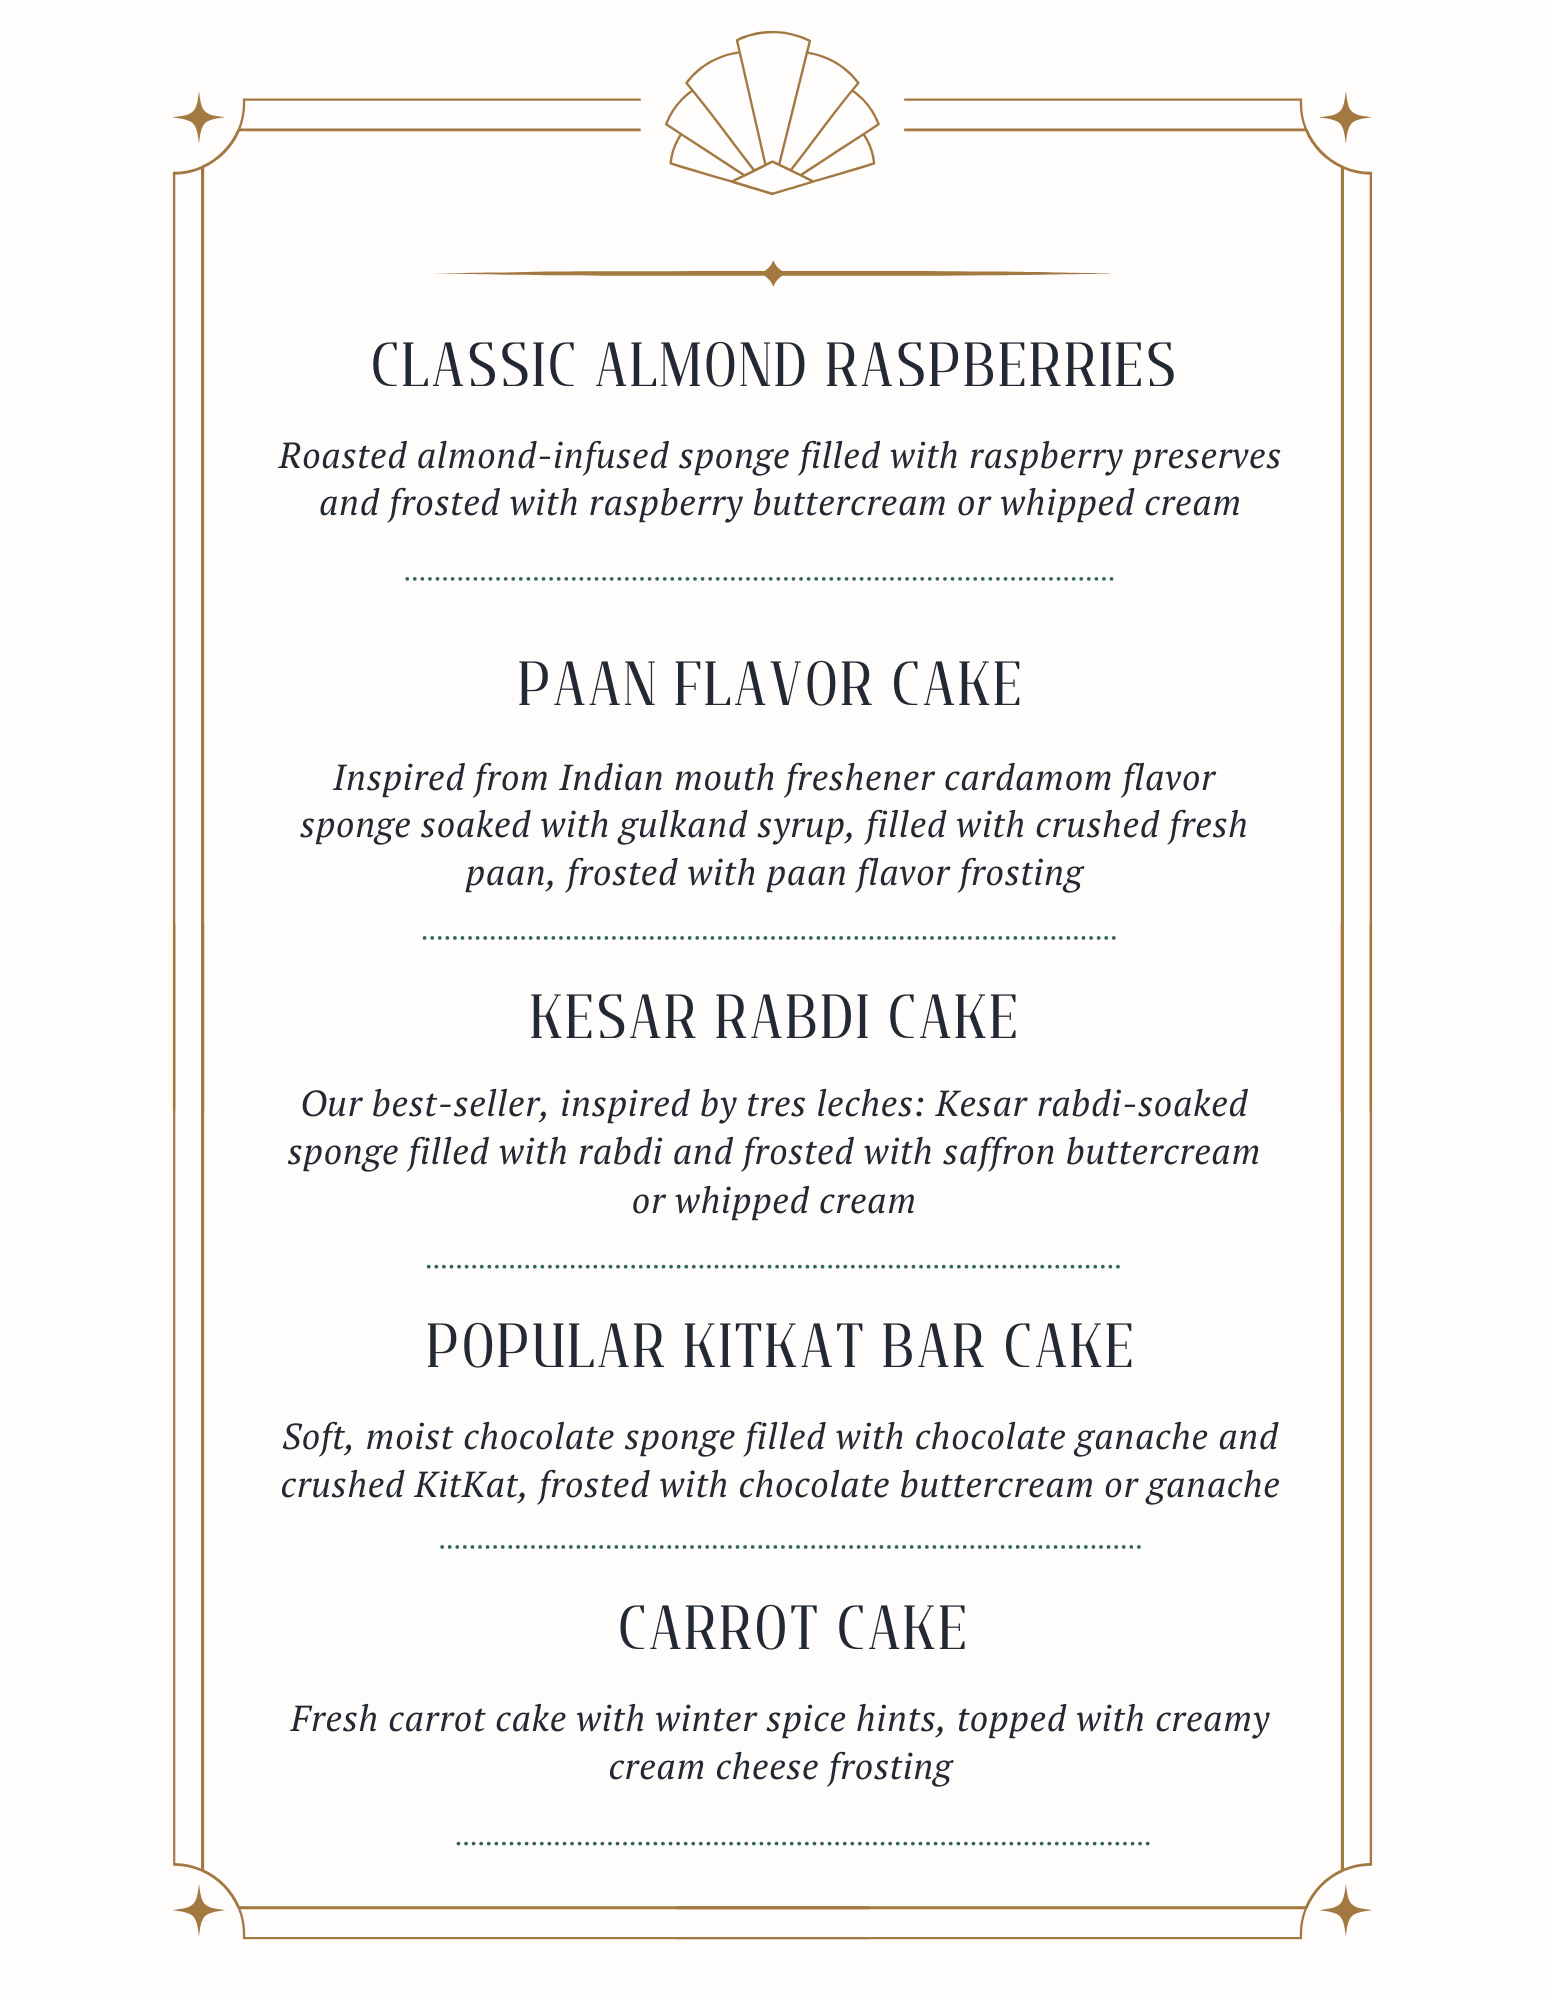 CLASSIC ALMOND RASPBERRIES
Roasted almond-infused sponge filled with raspberry preserves
and frosted with raspberry buttercream or whipped cream
PAAN FLAVOR CAKE
Inspired from Indian mouth freshener cardamom flavor
sponge soaked with gulkand syrup, filled with crushed fresh
paan, frosted with paan flavor frosting
KESAR RABDI CAKE
Our best-seller, inspired by tres leches: Kesar rabdi-soaked
sponge filled with rabdi and frosted with saffron buttercream
or whipped cream
POPULAR KITKAT BAR CAKE
Soft, moist chocolate sponge filled with chocolate ganache and
crushed KitKat, frosted with chocolate buttercream or ganache
CARROT CAKE
Fresh carrot cake with winter spice hints, topped with creamy
cream cheese frosting